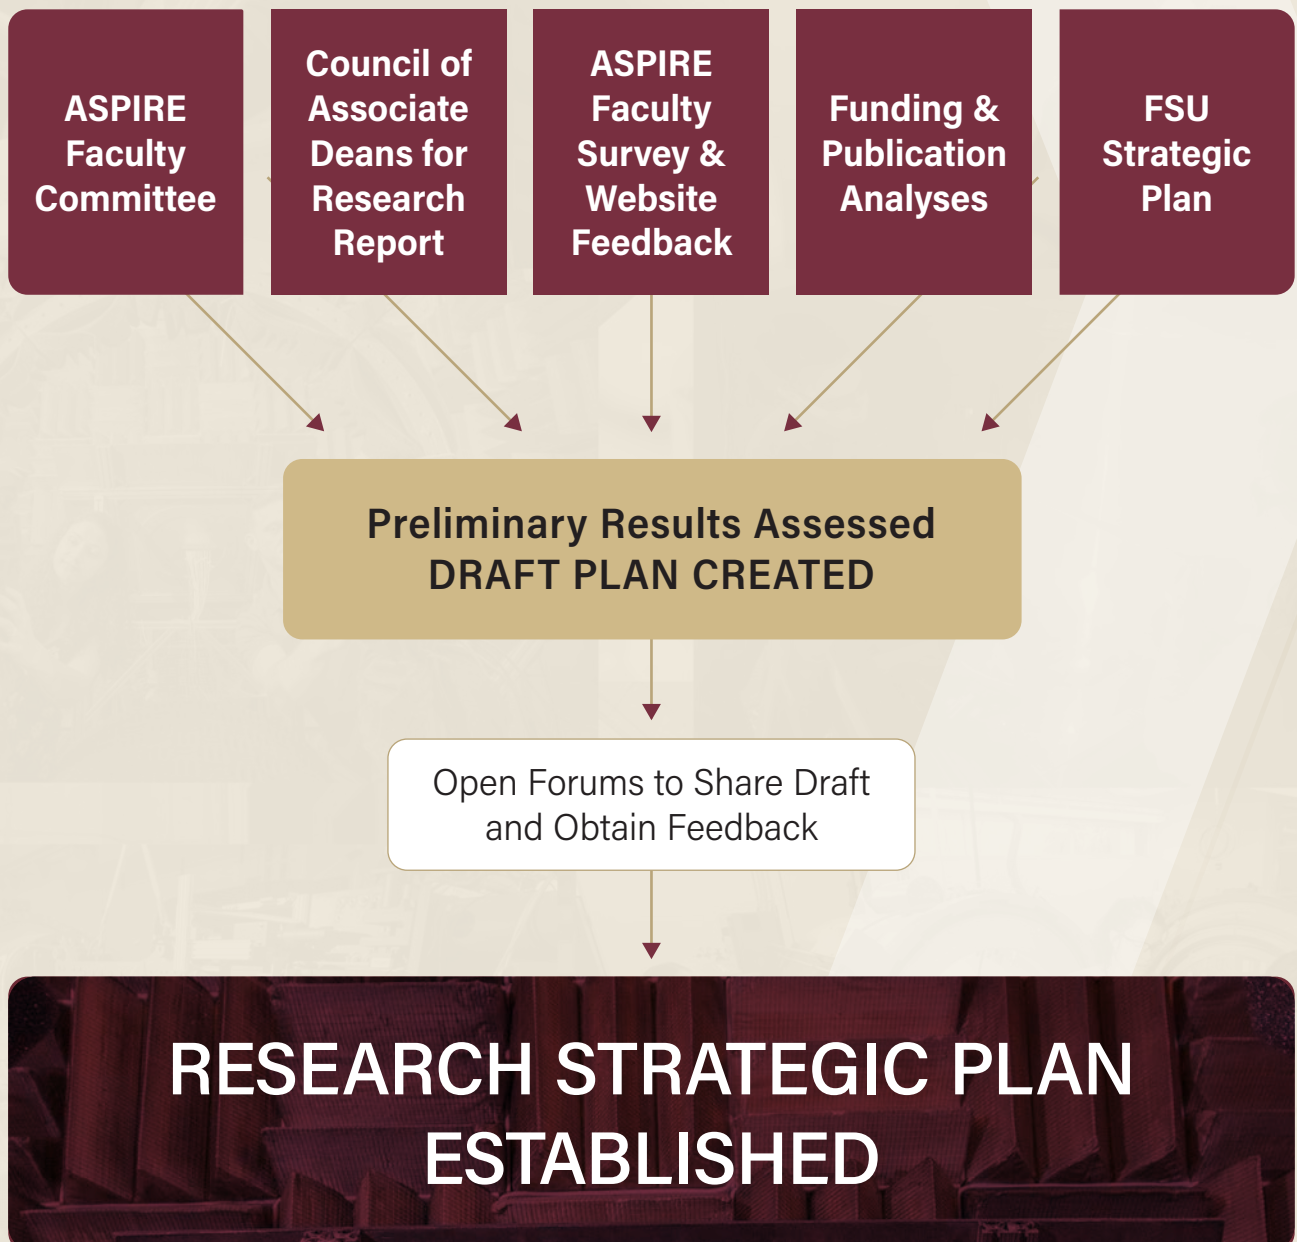 ASPIRE
Faculty
Committee
Council of
Associate
Deans for
Research
Report
ASPIRE
Faculty
Survey &
Website
Feedback
Funding &
Publication
Analyses
FSU
Strategic
Plan
Preliminary Results Assessed
DRAFT PLAN CREATED
Open Forums to Share Draft
and Obtain Feedback
RESEARCH STRATEGIC PLAN
ESTABLISHED